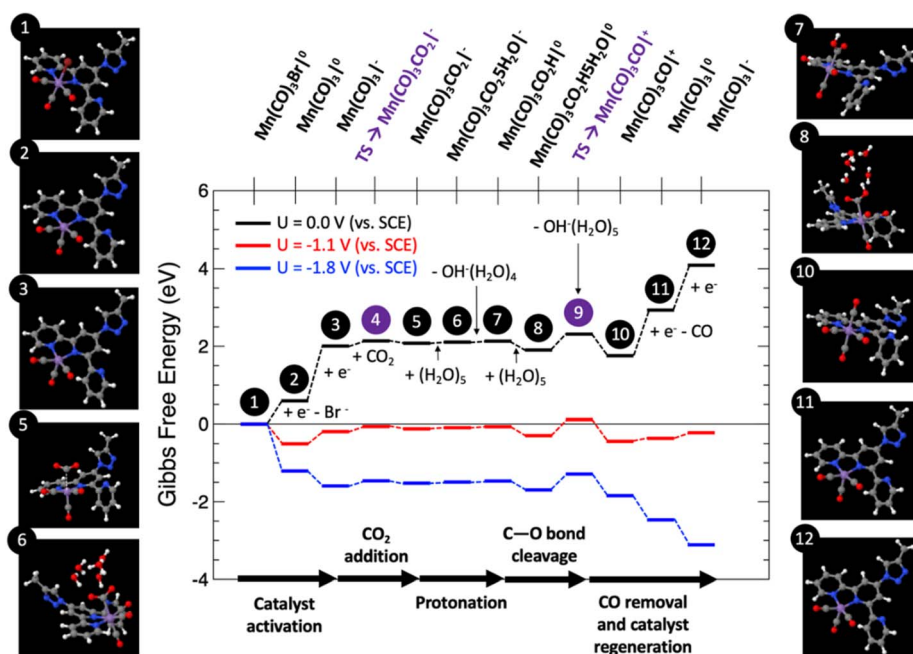 1
2
3
5
6
7
8
10
11
12
Mn(CO)₃Br|⁰
Mn(CO)₃|⁰
Mn(CO)₃|⁻
TS → Mn(CO)₃CO₂|⁻
Mn(CO)₃CO₂|⁻
Mn(CO)₃CO₂5H₂O|⁻
Mn(CO)₃CO₂H|⁰
Mn(CO)₃CO₂H5H₂O|⁰
TS → Mn(CO)₃CO|⁺
Mn(CO)₃CO|⁺
Mn(CO)₃|⁰
Mn(CO)₃|⁻
Gibbs Free Energy (eV)
6
4
2
0
-2
-4
U = 0.0 V (vs. SCE)
U = -1.1 V (vs. SCE)
U = -1.8 V (vs. SCE)
- OH⁻(H₂O)₅
- OH⁻(H₂O)₄
1
2
3
4
5
6
7
8
9
10
11
12
+ e⁻ - Br⁻
+ e⁻
+ CO₂
+ (H₂O)₅
+ (H₂O)₅
+ e⁻ - CO
+ e⁻
CO₂
addition
C—O bond
cleavage
Catalyst
activation
Protonation
CO removal
and catalyst
regeneration